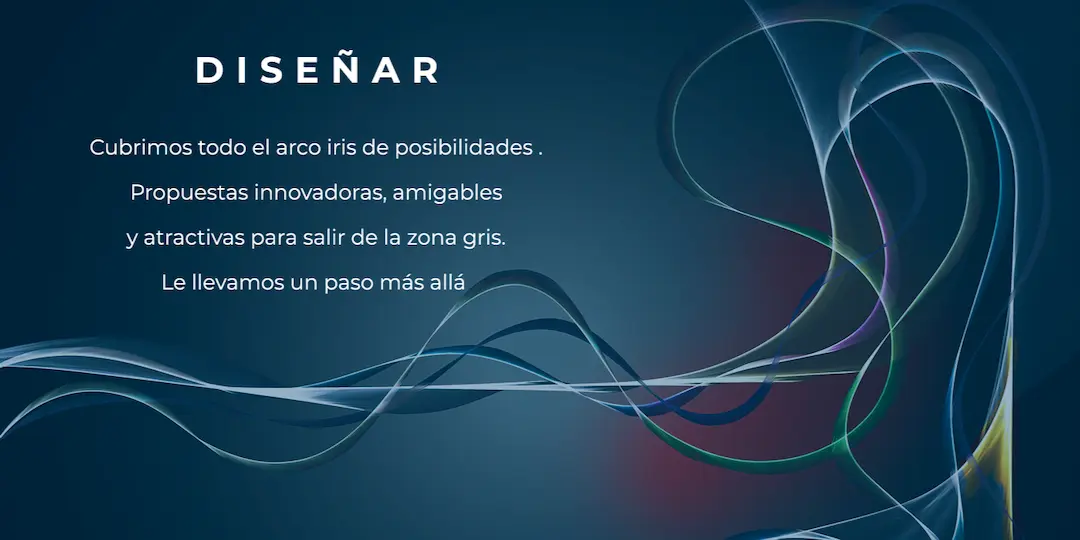 DISEÑAR
Cubrimos todo el arco iris de posibilidades .
Propuestas innovadoras, amigables
y atractivas para salir de la zona gris.
Le llevamos un paso más allá